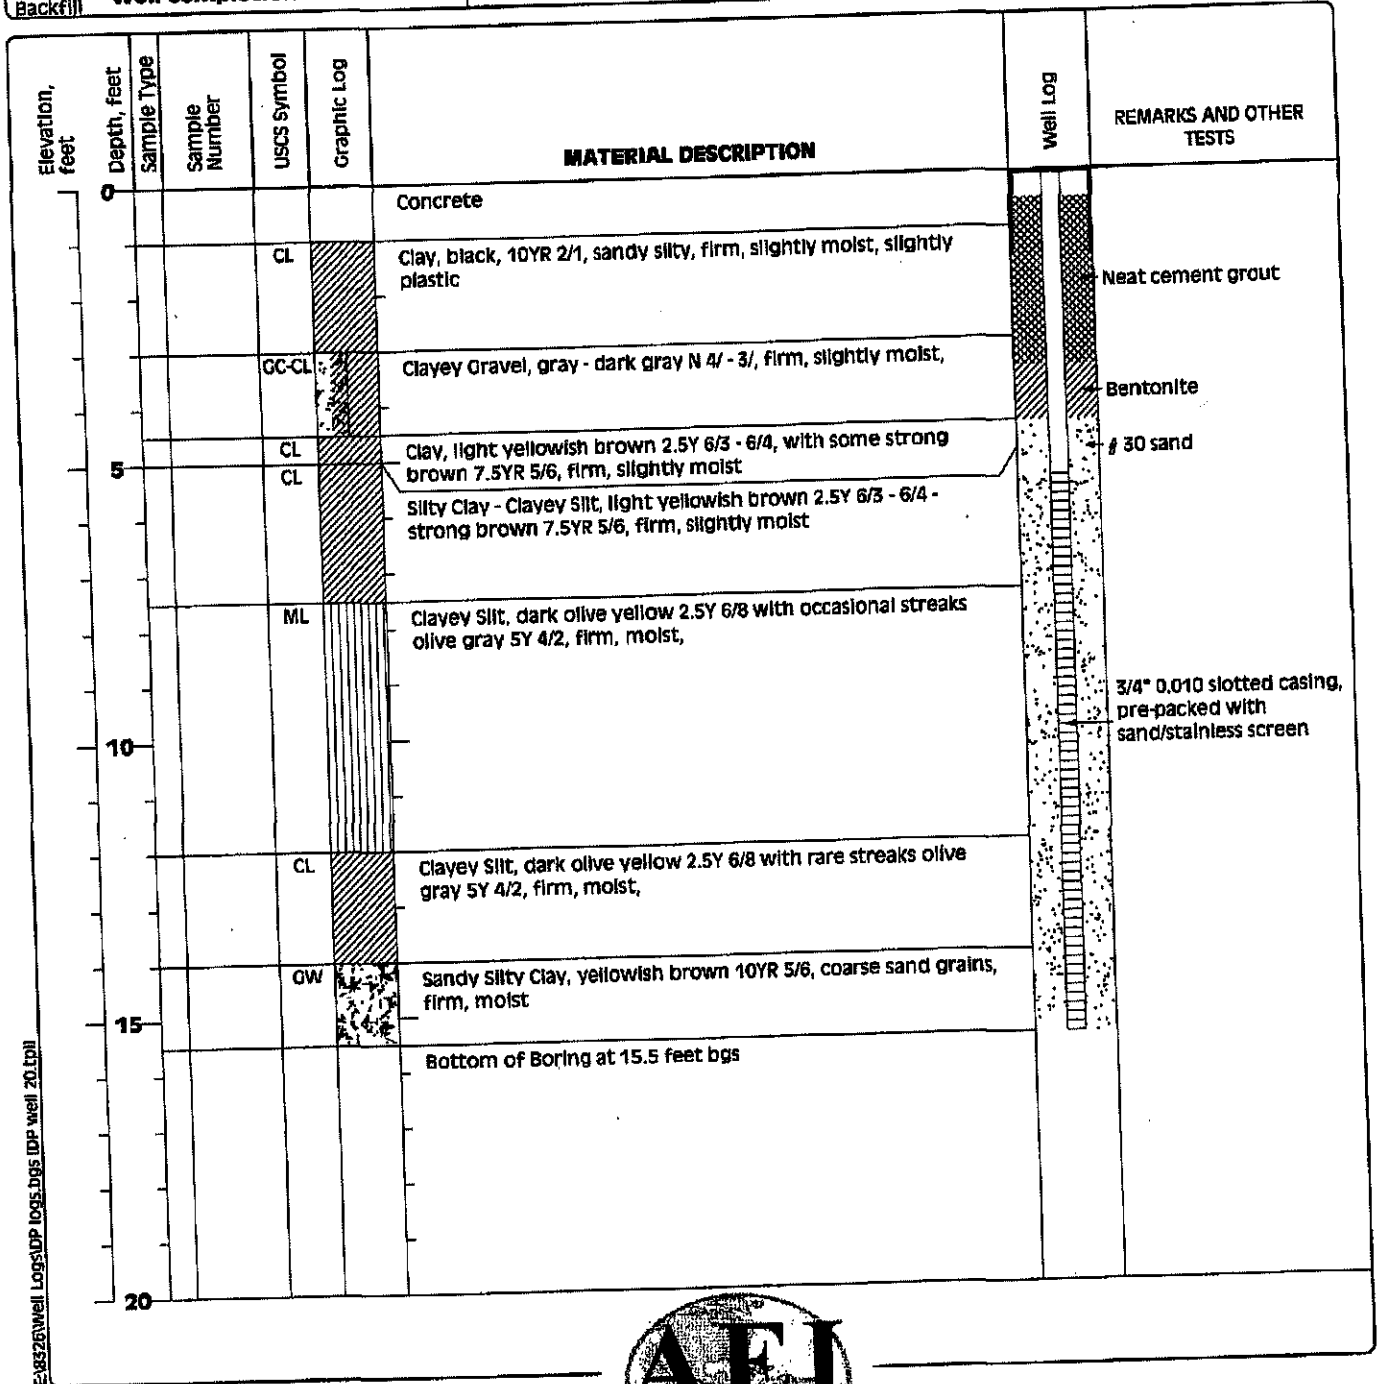 Backfill
Elevation,
feet
Depth, feet
Sample Type
Sample
Number
USCS Symbol
Graphic Log
MATERIAL DESCRIPTION
Well Log
REMARKS AND OTHER
TESTS
0
Concrete
CL
Clay, black, 10YR 2/1, sandy silty, firm, slightly moist, slightly
plastic
Neat cement grout
GC-CL
Clayey Gravel, gray - dark gray N 4/ - 3/, firm, slightly moist,
Bentonite
CL
Clay, light yellowish brown 2.5Y 6/3 - 6/4, with some strong
brown 7.5YR 5/6, firm, slightly moist
# 30 sand
5
CL
Silty Clay - Clayey Silt, light yellowish brown 2.5Y 6/3 - 6/4 -
strong brown 7.5YR 5/6, firm, slightly moist
ML
Clayey Silt, dark olive yellow 2.5Y 6/8 with occasional streaks
olive gray 5Y 4/2, firm, moist,
3/4" 0.010 slotted casing,
pre-packed with
sand/stainless screen
10
CL
Clayey Silt, dark olive yellow 2.5Y 6/8 with rare streaks olive
gray 5Y 4/2, firm, moist,
GW
Sandy Silty Clay, yellowish brown 10YR 5/6, coarse sand grains,
firm, moist
15
Bottom of Boring at 15.5 feet bgs
20
8326\Well Logs\DP logs.bgs [DP well 20.tpl]